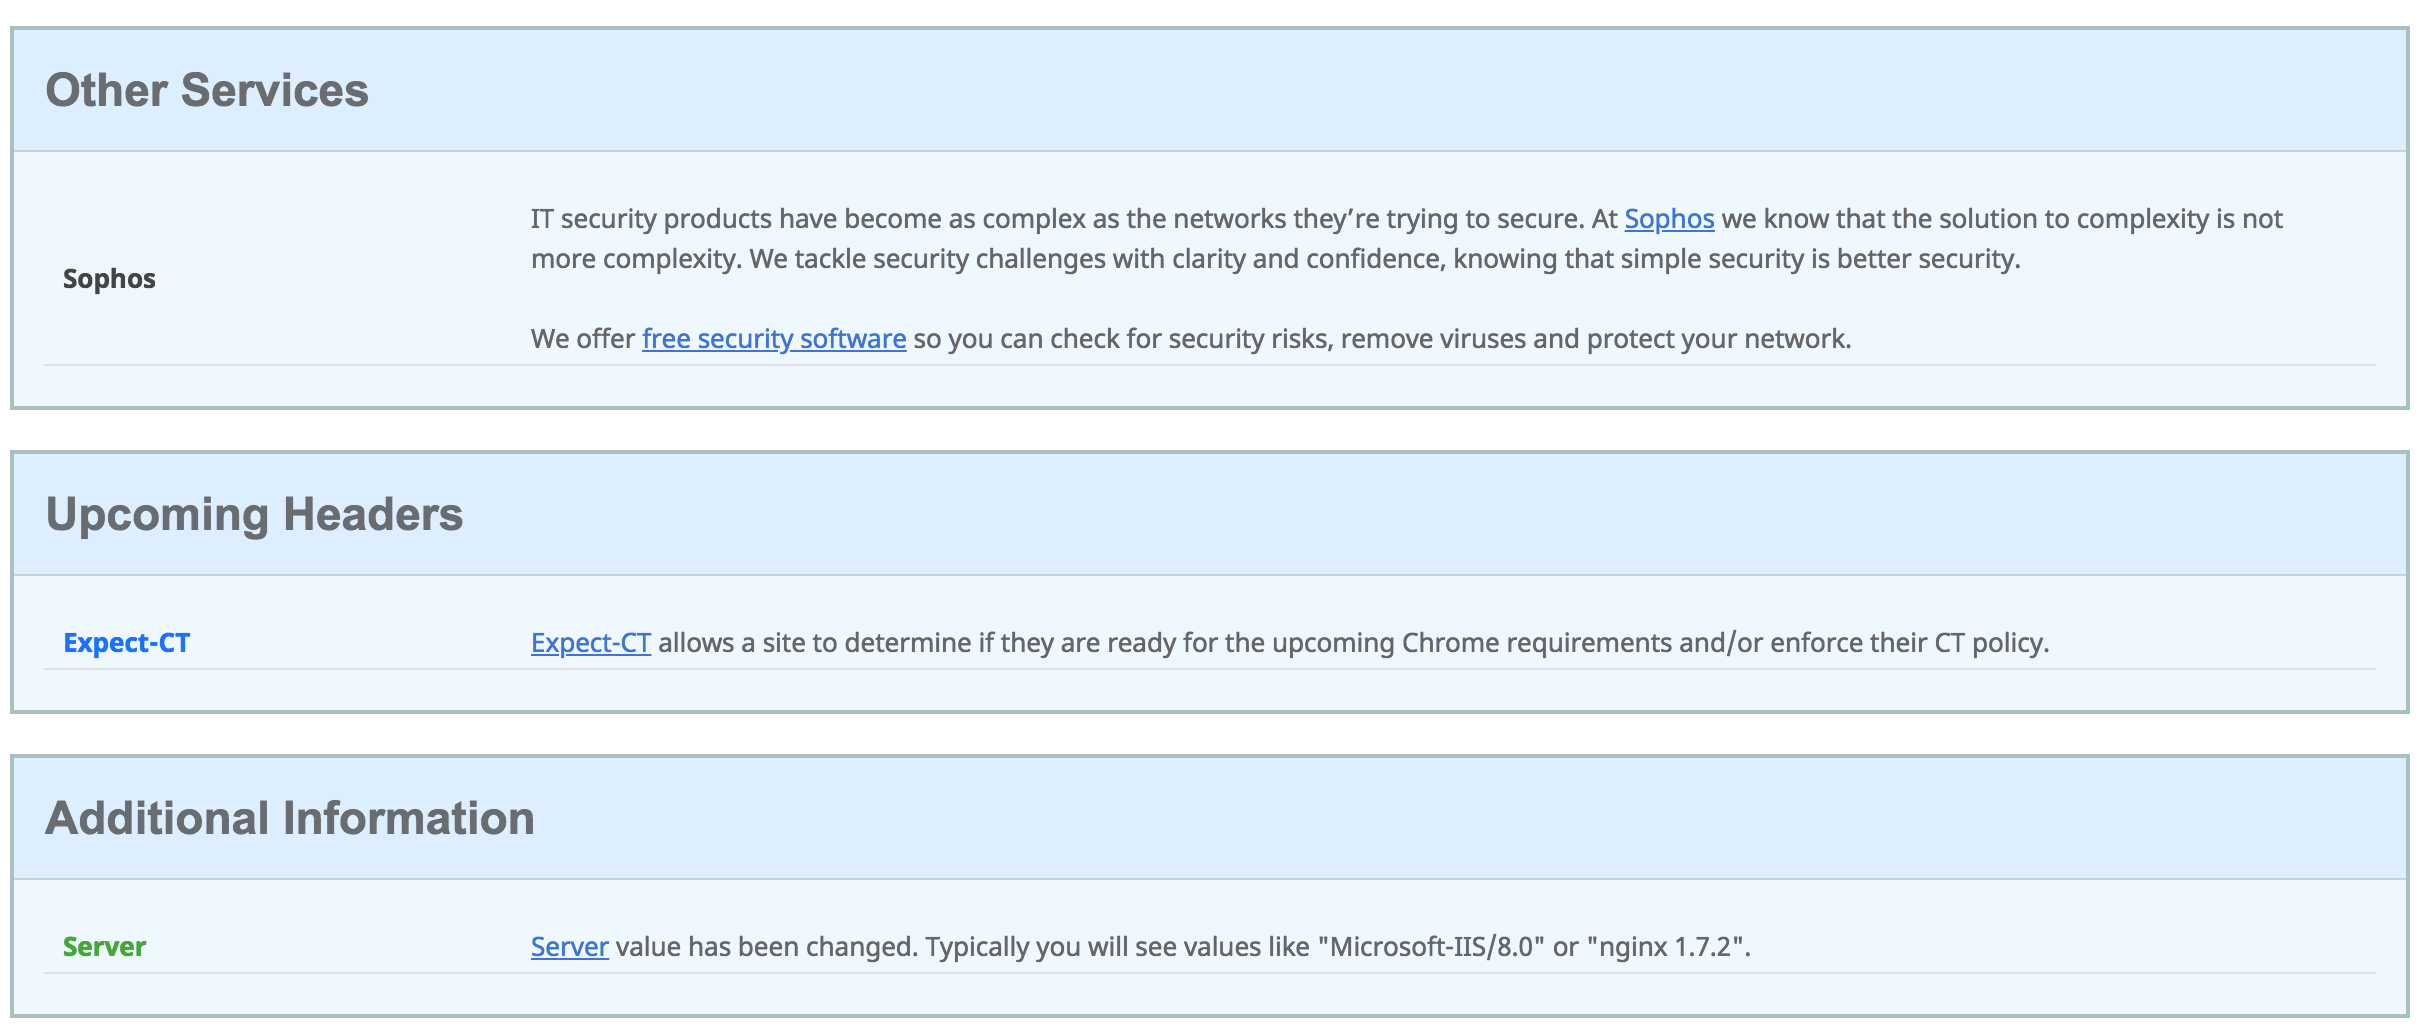 Other Services
Sophos
IT security products have become as complex as the networks they’re trying to secure. At Sophos we know that the solution to complexity is not
more complexity. We tackle security challenges with clarity and confidence, knowing that simple security is better security.
We offer free security software so you can check for security risks, remove viruses and protect your network.
Upcoming Headers
Expect-CT
Expect-CT allows a site to determine if they are ready for the upcoming Chrome requirements and/or enforce their CT policy.
Additional Information
Server
Server value has been changed. Typically you will see values like "Microsoft-IIS/8.0" or "nginx 1.7.2".